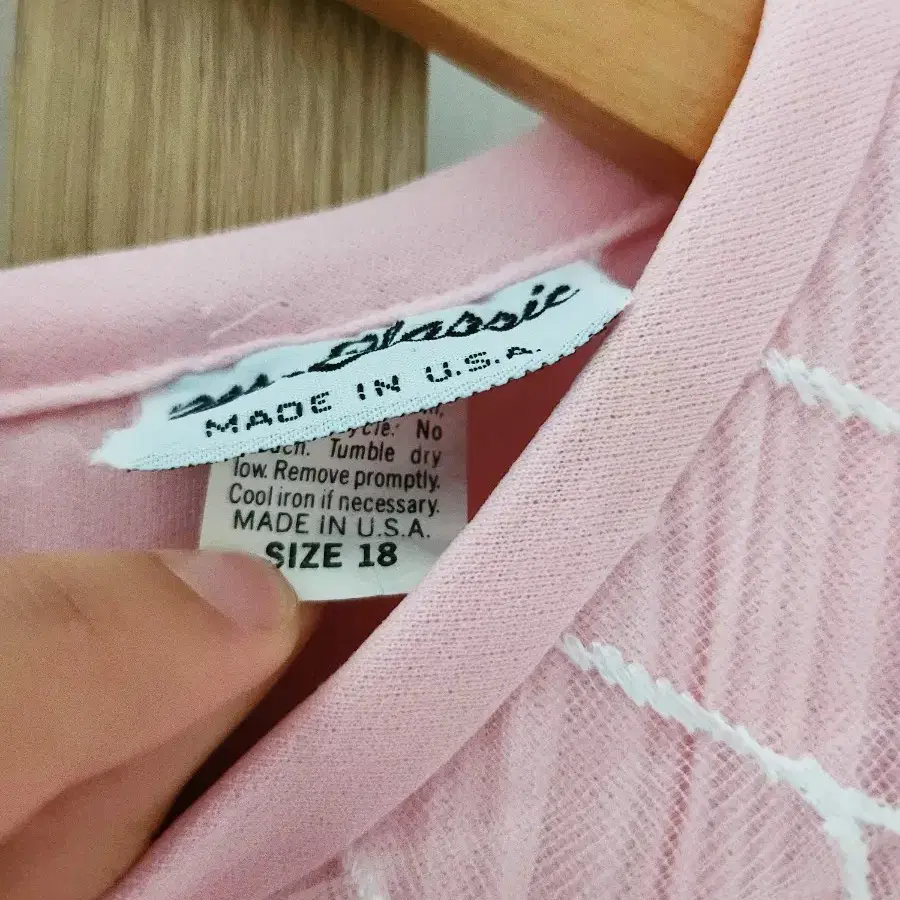 Classic
MADE IN U.S.A.
No
Tumble dry
low. Remove promptly.
Cool iron if necessary.
MADE IN U.S.A.
SIZE 18